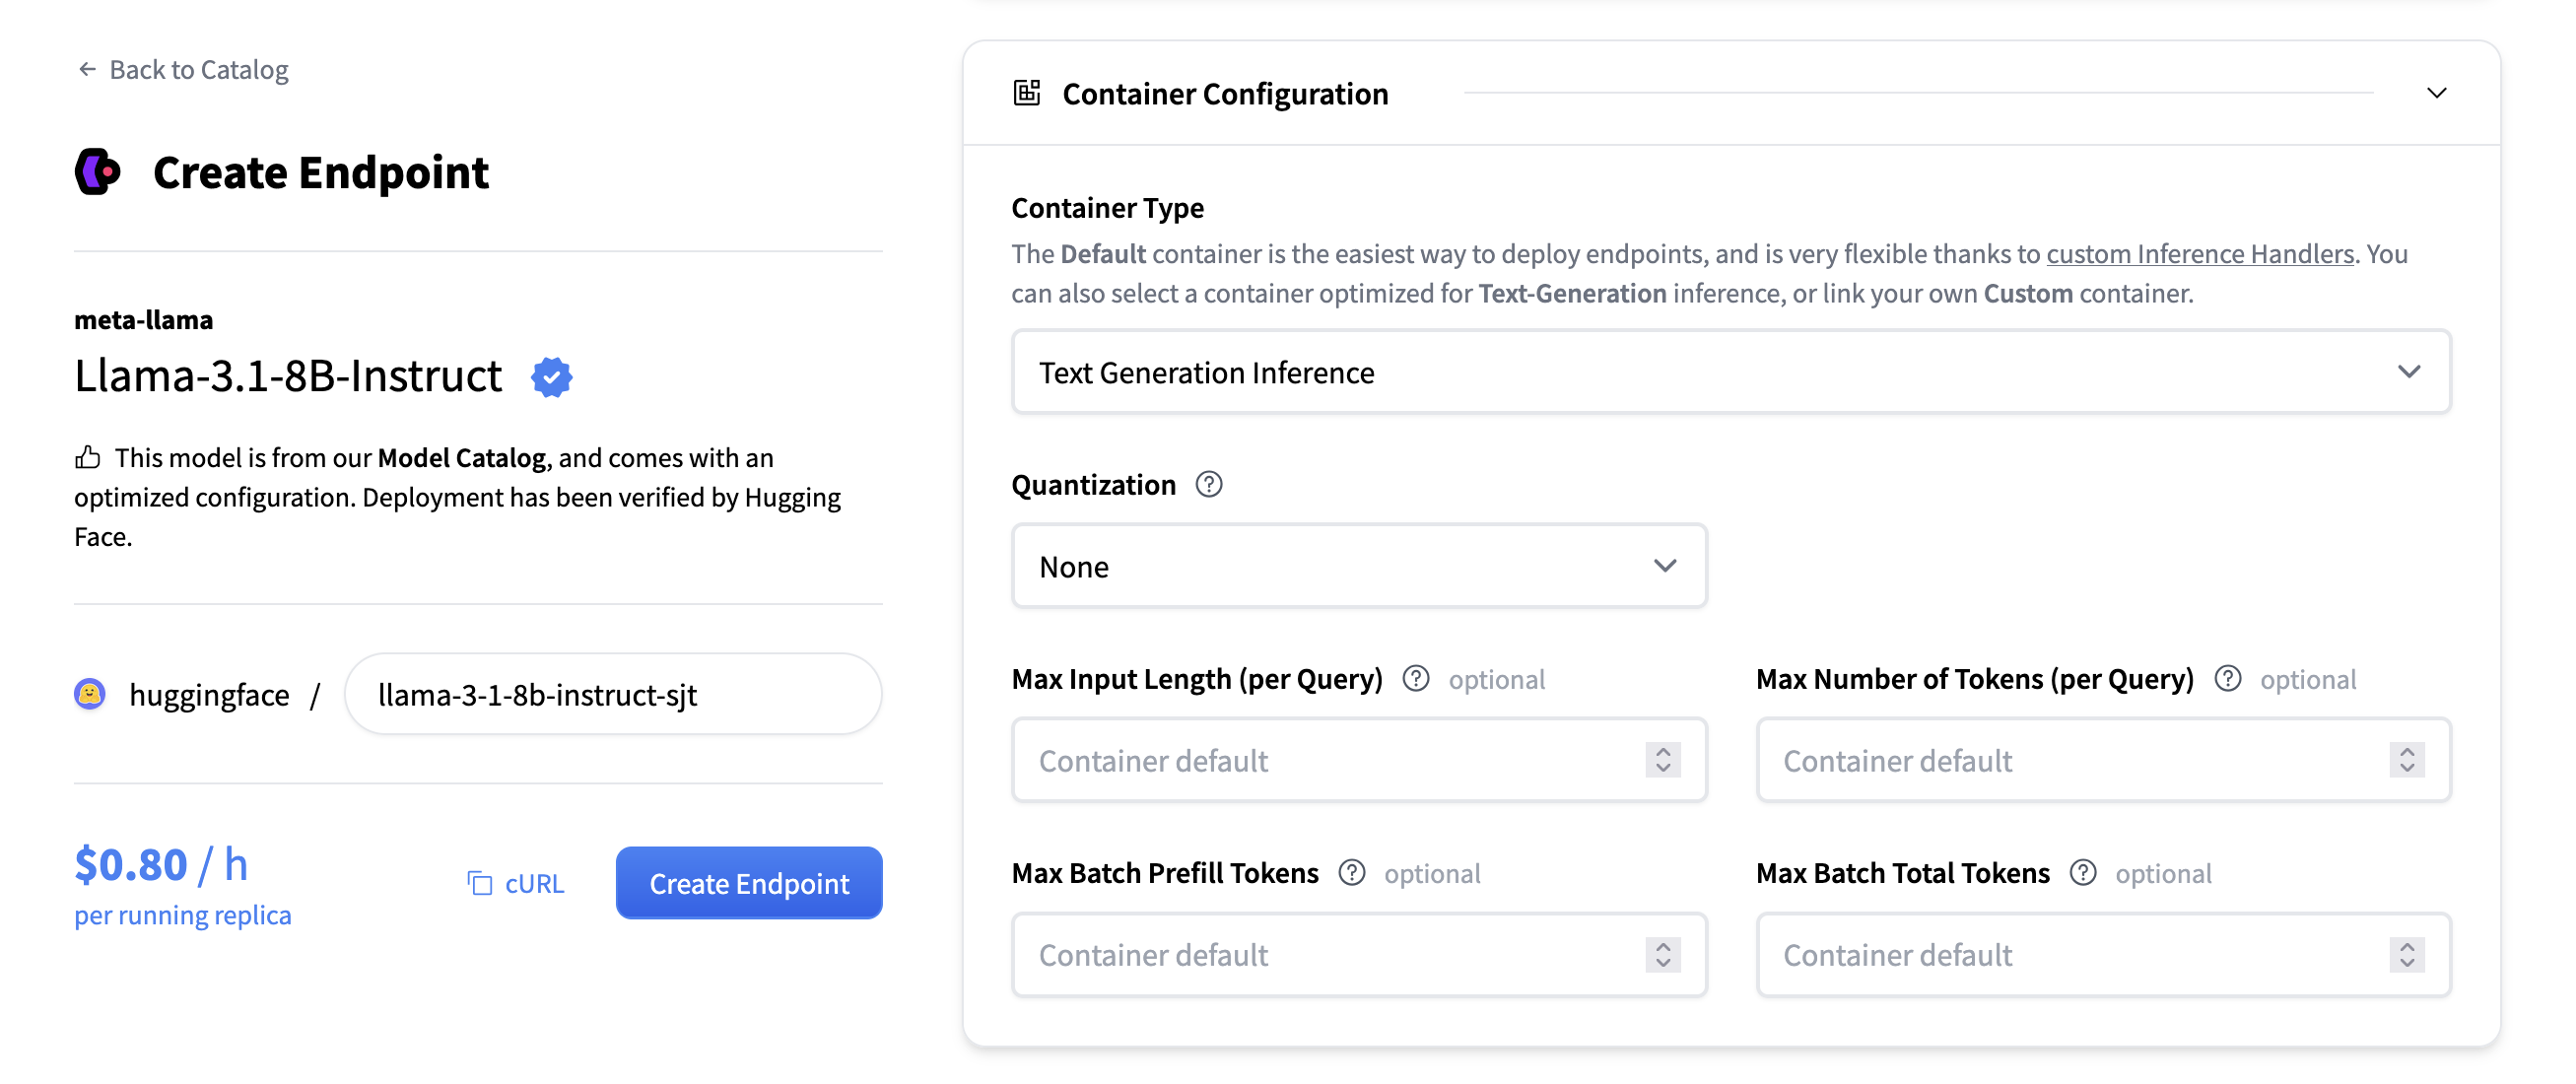 Back to Catalog
Create Endpoint
meta-llama
Llama-3.1-8B-Instruct
This model is from our Model Catalog, and comes with an
optimized configuration. Deployment has been verified by Hugging
Face.
huggingface / llama-3-1-8b-instruct-sjt
$0.80 / h
per running replica
cURL
Create Endpoint
Container Configuration
Container Type
The Default container is the easiest way to deploy endpoints, and is very flexible thanks to custom Inference Handlers. You
can also select a container optimized for Text-Generation inference, or link your own Custom container.
Text Generation Inference
Quantization
None
Max Input Length (per Query) optional
Container default
Max Number of Tokens (per Query) optional
Container default
Max Batch Prefill Tokens optional
Container default
Max Batch Total Tokens optional
Container default